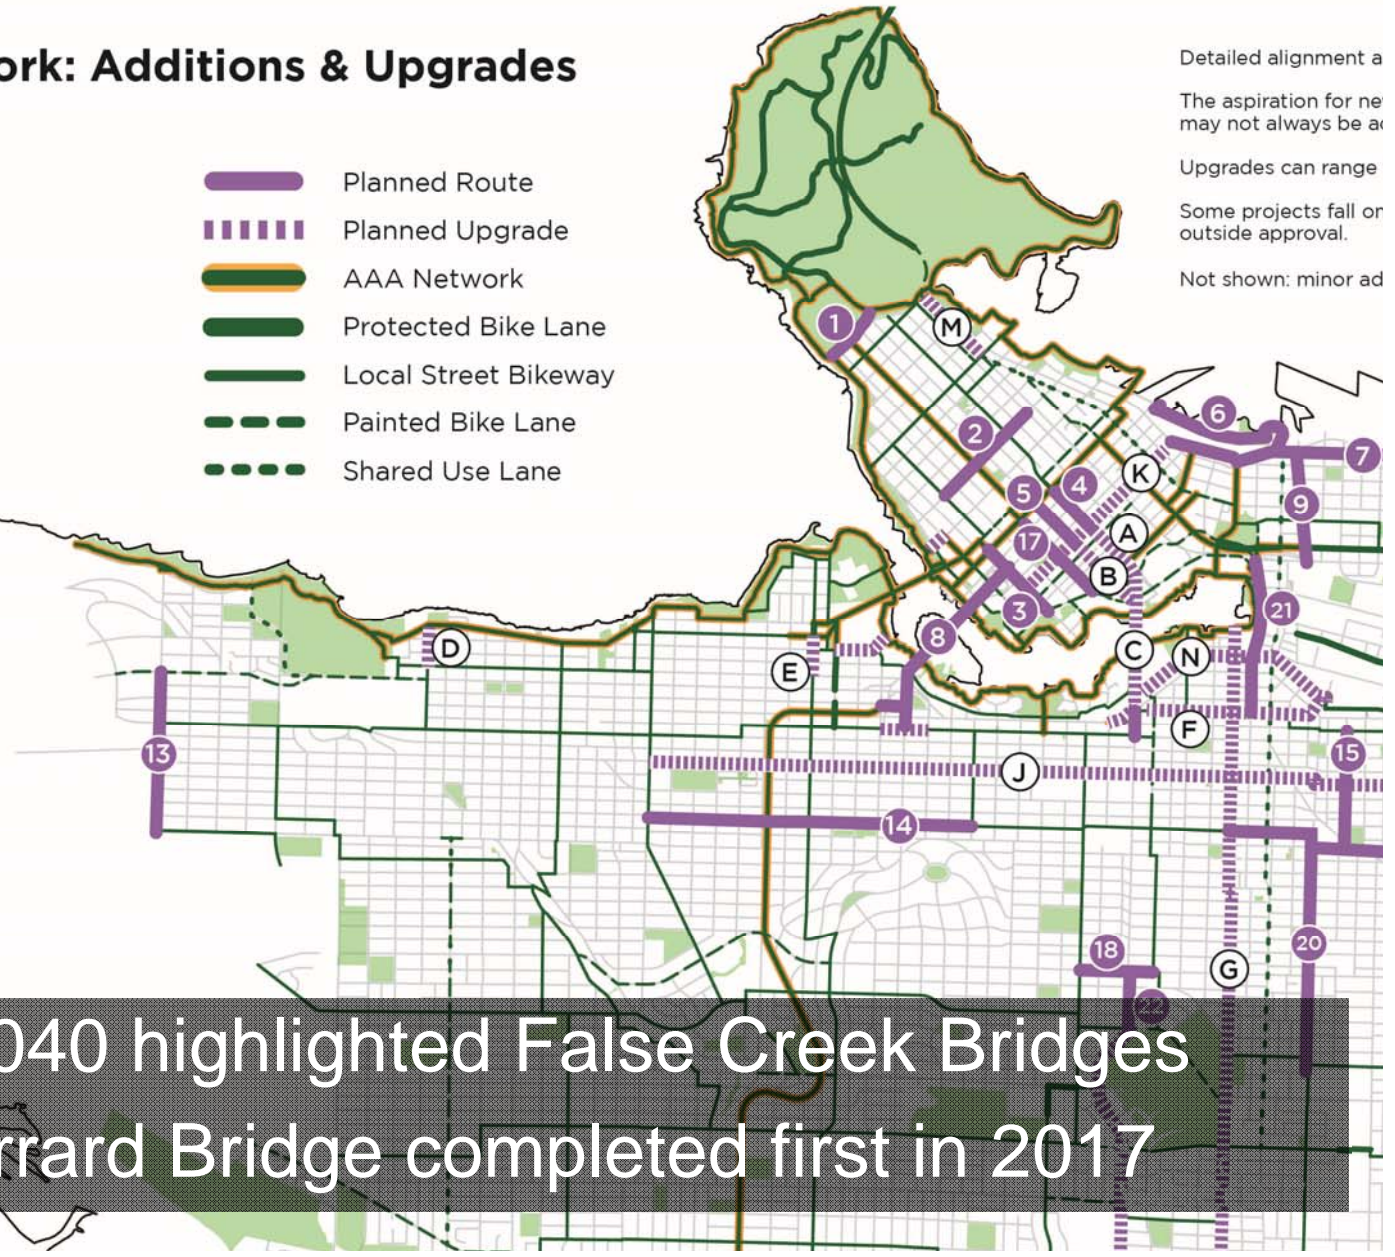 ork: Additions & Upgrades
Detailed alignment a
The aspiration for ne
may not always be a
Upgrades can range
Some projects fall or
outside approval.
Not shown: minor ad
Planned Route
Planned Upgrade
AAA Network
Protected Bike Lane
Local Street Bikeway
Painted Bike Lane
Shared Use Lane
1
M
2
6
7
K
5
4
9
A
17
B
3
21
8
C
N
D
E
F
13
J
15
14
18
20
G
22
040 highlighted False Creek Bridges
rrard Bridge completed first in 2017